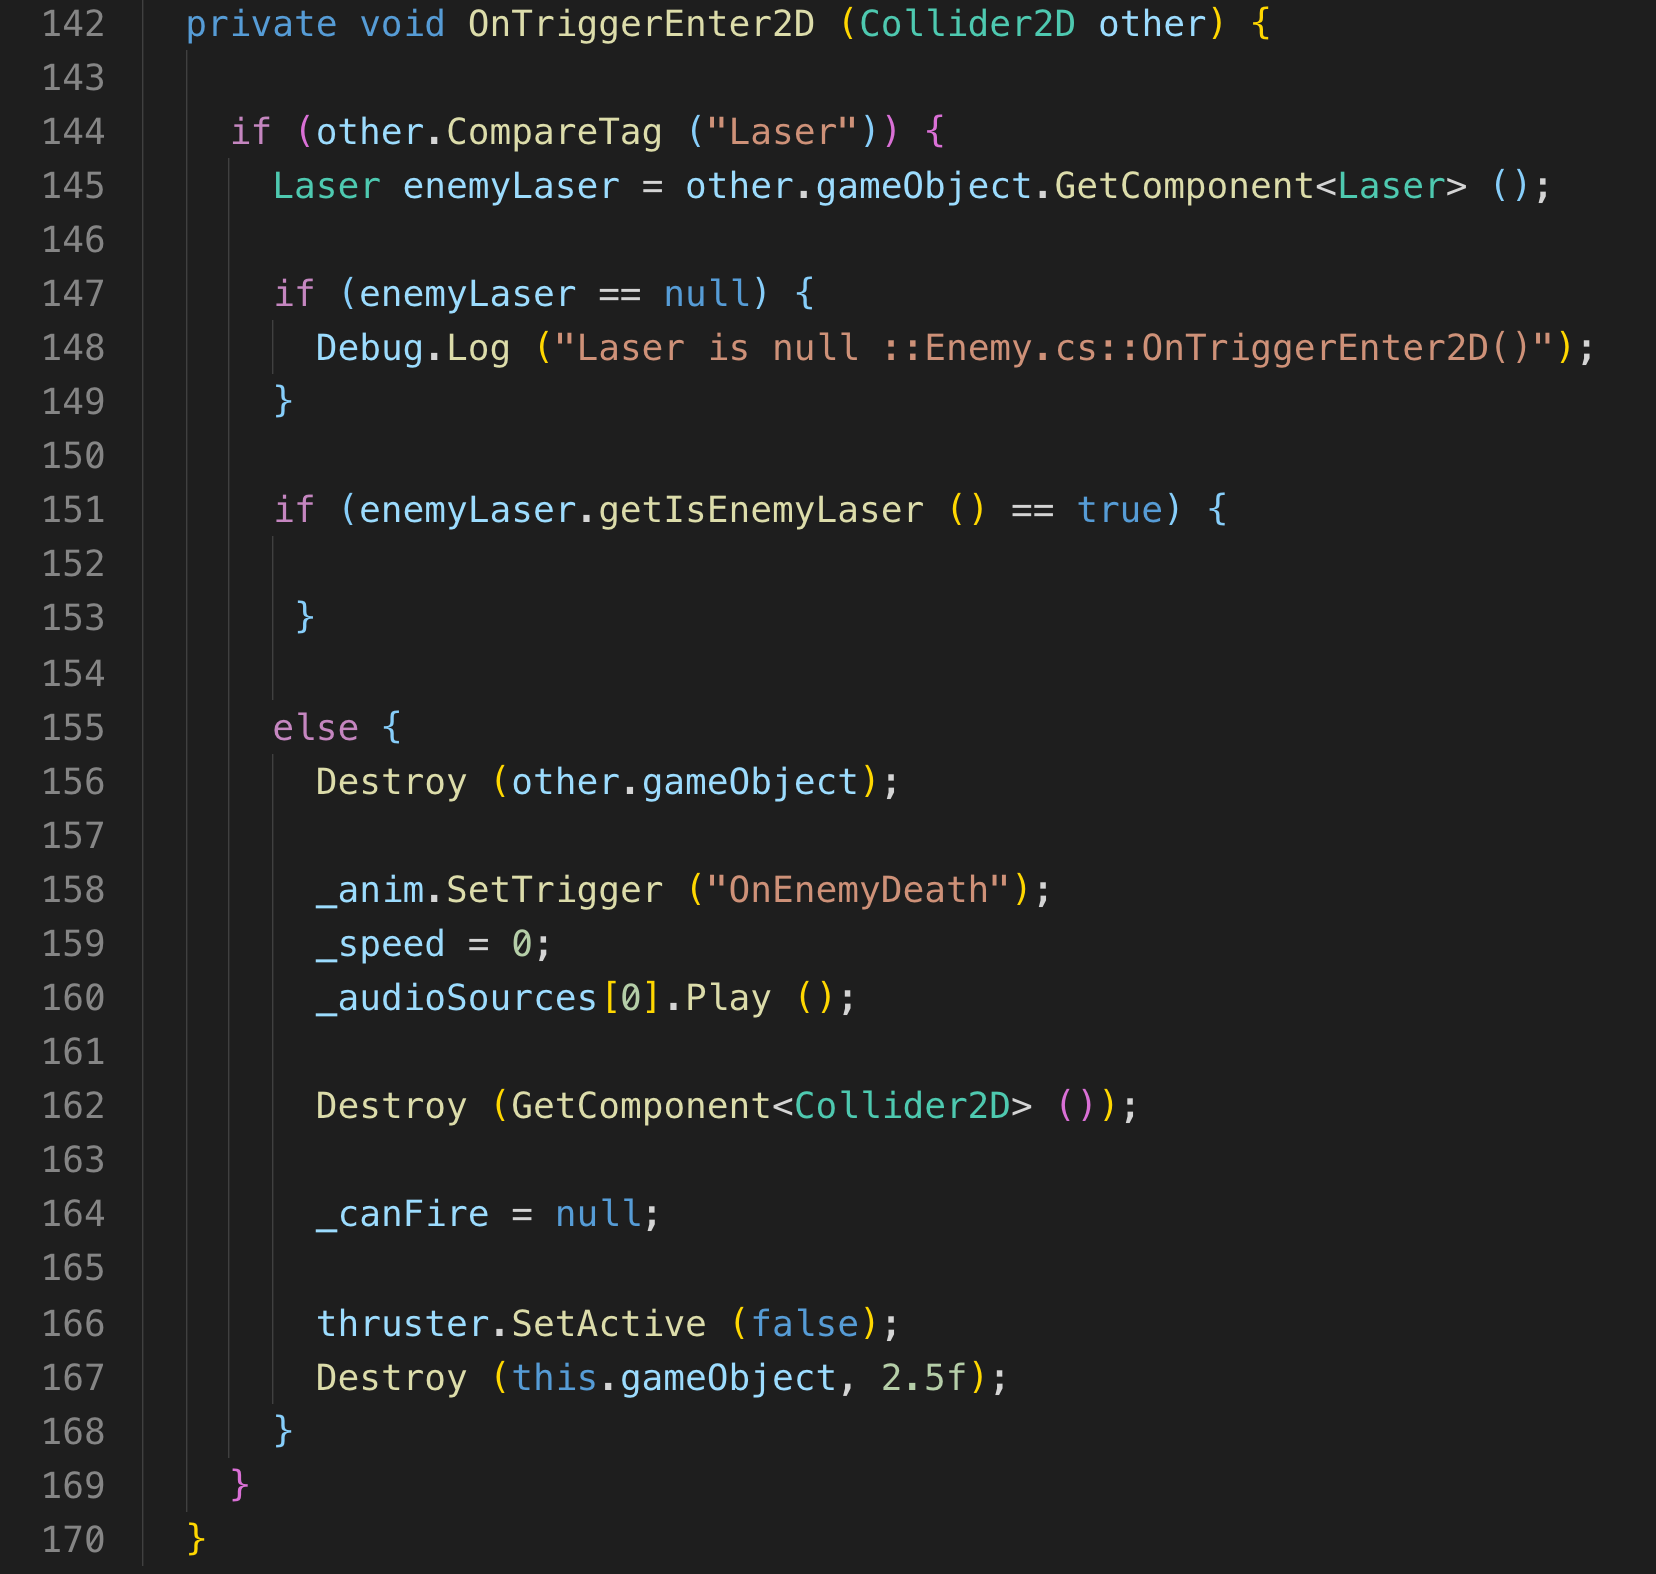 142 private void OnTriggerEnter2D (Collider2D other) {
143
144 if (other.CompareTag ("Laser")) {
145 Laser enemyLaser = other.gameObject.GetComponent<Laser> ();
146
147 if (enemyLaser == null) {
148 Debug.Log ("Laser is null ::Enemy.cs::OnTriggerEnter2D()");
149 }
150
151 if (enemyLaser.getIsEnemyLaser () == true) {
152
153 }
154
155 else {
156 Destroy (other.gameObject);
157
158 _anim.SetTrigger ("OnEnemyDeath");
159 _speed = 0;
160 _audioSources[0].Play ();
161
162 Destroy (GetComponent<Collider2D> ());
163
164 _canFire = null;
165
166 thruster.SetActive (false);
167 Destroy (this.gameObject, 2.5f);
168 }
169 }
170 }